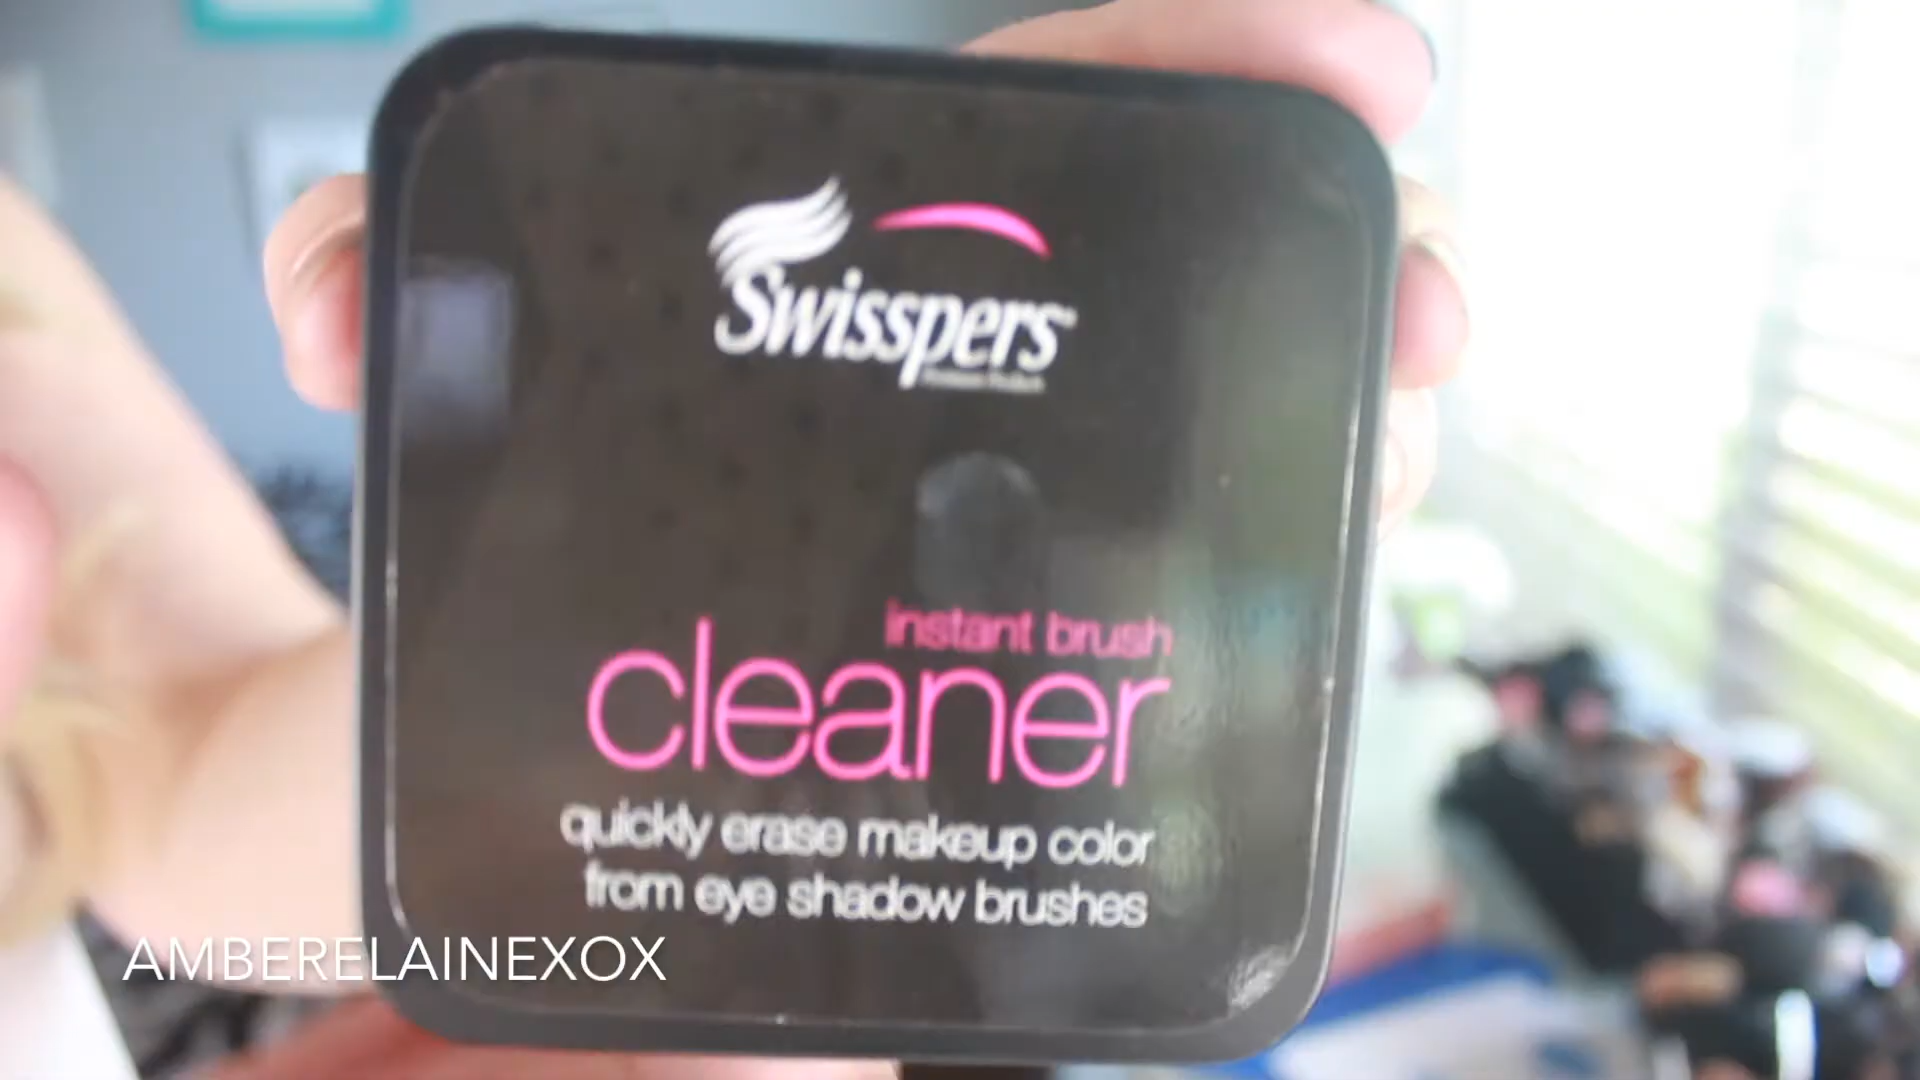 Swisspers
instant brush
cleaner
quickly erase makeup color
from eye shadow brushes
AMBERELAINEXOX